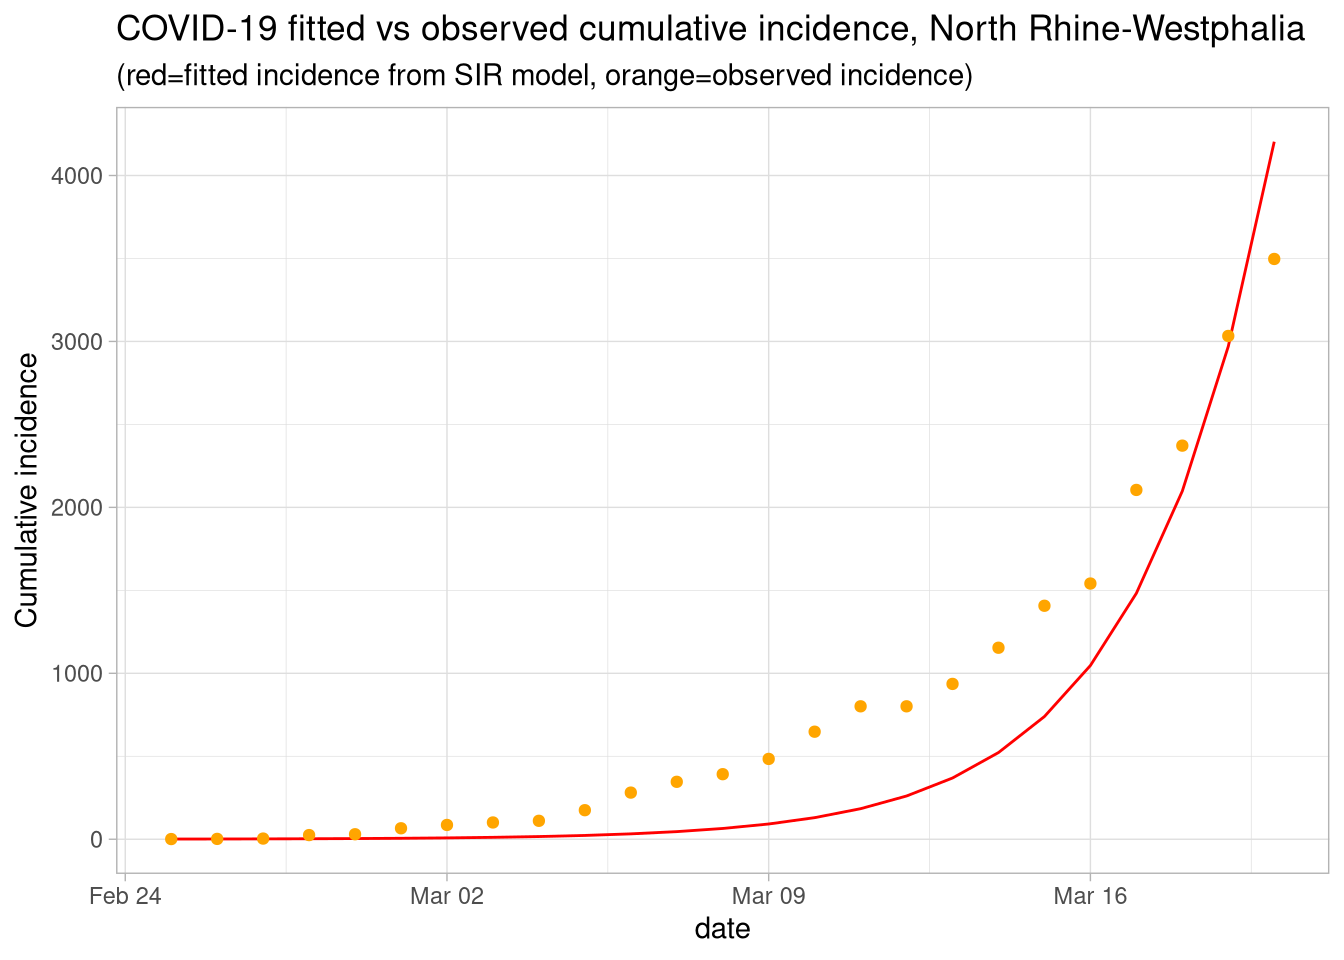 COVID-19 fitted vs observed cumulative incidence, North Rhine-Westphalia
(red=fitted incidence from SIR model, orange=observed incidence)
Cumulative incidence
4000
3000
2000
1000
0
Feb 24 Mar 02 Mar 09 Mar 16
date